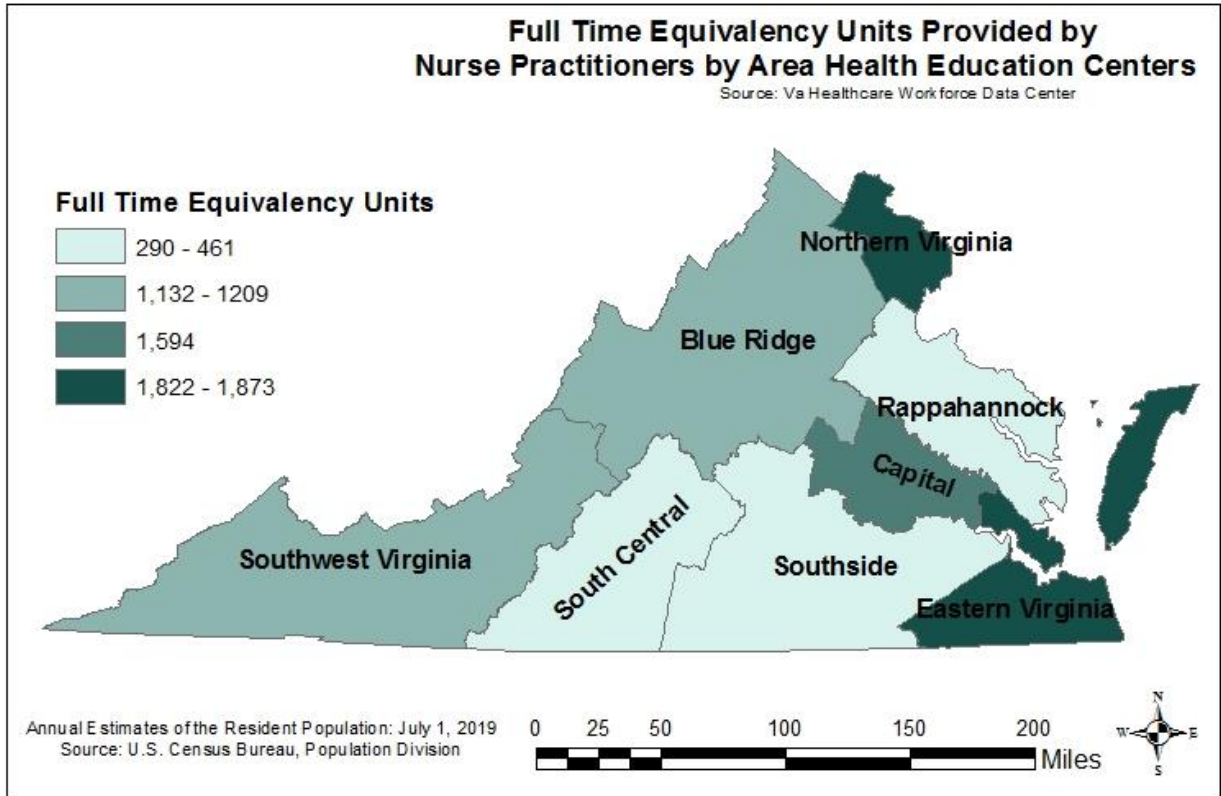 Full Time Equivalency Units Provided by
Nurse Practitioners by Area Health Education Centers
Source: Va Healthcare Workforce Data Center
Full Time Equivalency Units
290 - 461
1,132 - 1209
1,594
1,822 - 1,873
Northern Virginia
Blue Ridge
Rappahannock
Capital
Southwest Virginia
South Central
Southside
Eastern Virginia
Annual Estimates of the Resident Population: July 1, 2019
Source: U.S. Census Bureau, Population Division
0 25 50 100 150 200
Miles
N
W E
S